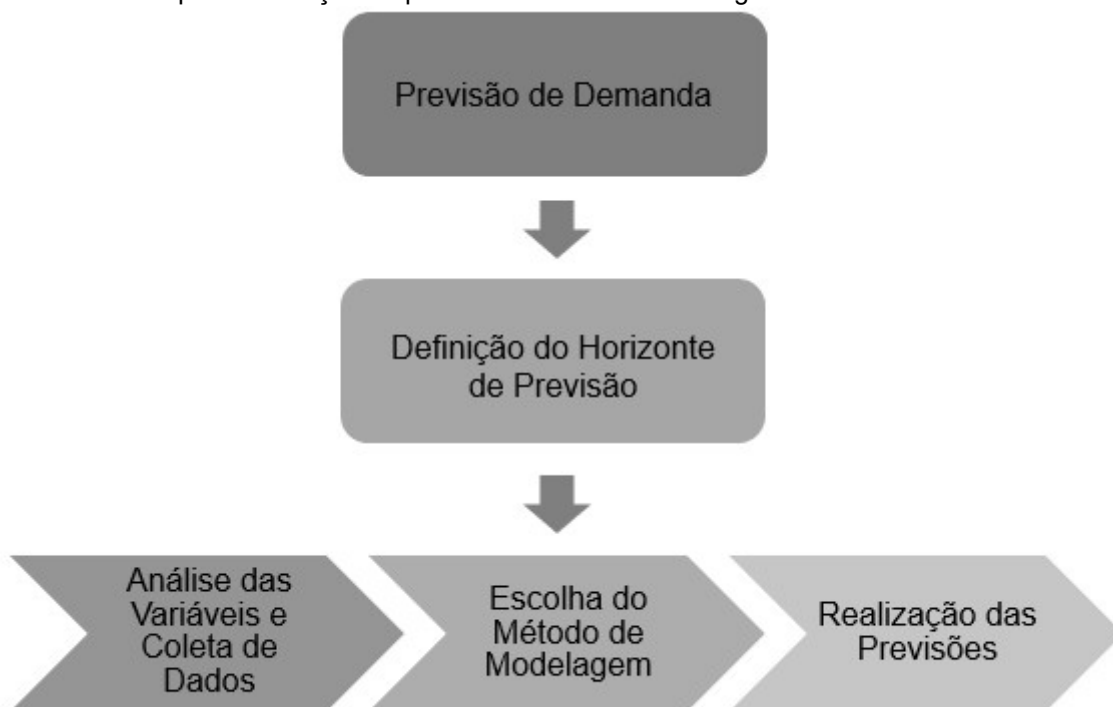 Previsão de Demanda
Definição do Horizonte
de Previsão
Análise das
Variáveis e
Coleta de
Dados
Escolha do
Método de
Modelagem
Realização das
Previsões